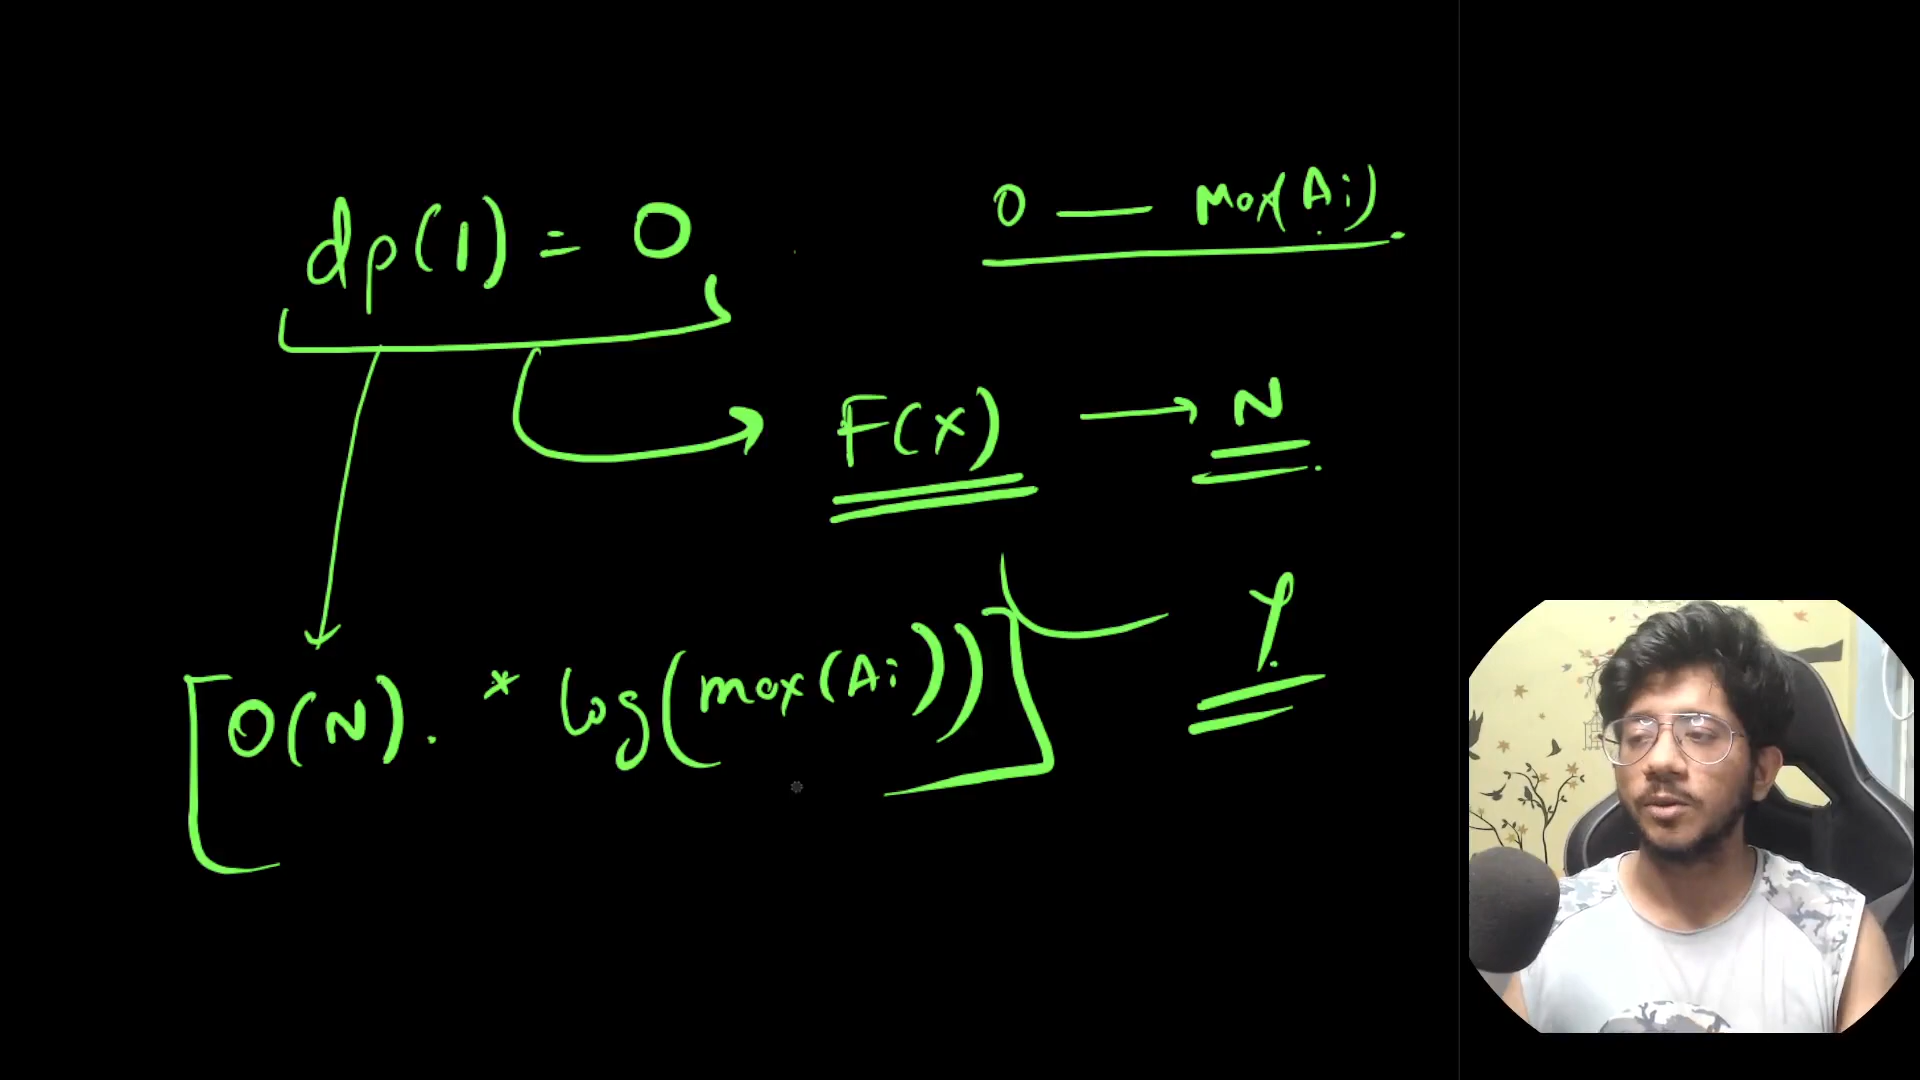 dp(1) = 0
0 — Max(Ai).
F(x) → N
Y
[O(N). * log(max(Ai))]